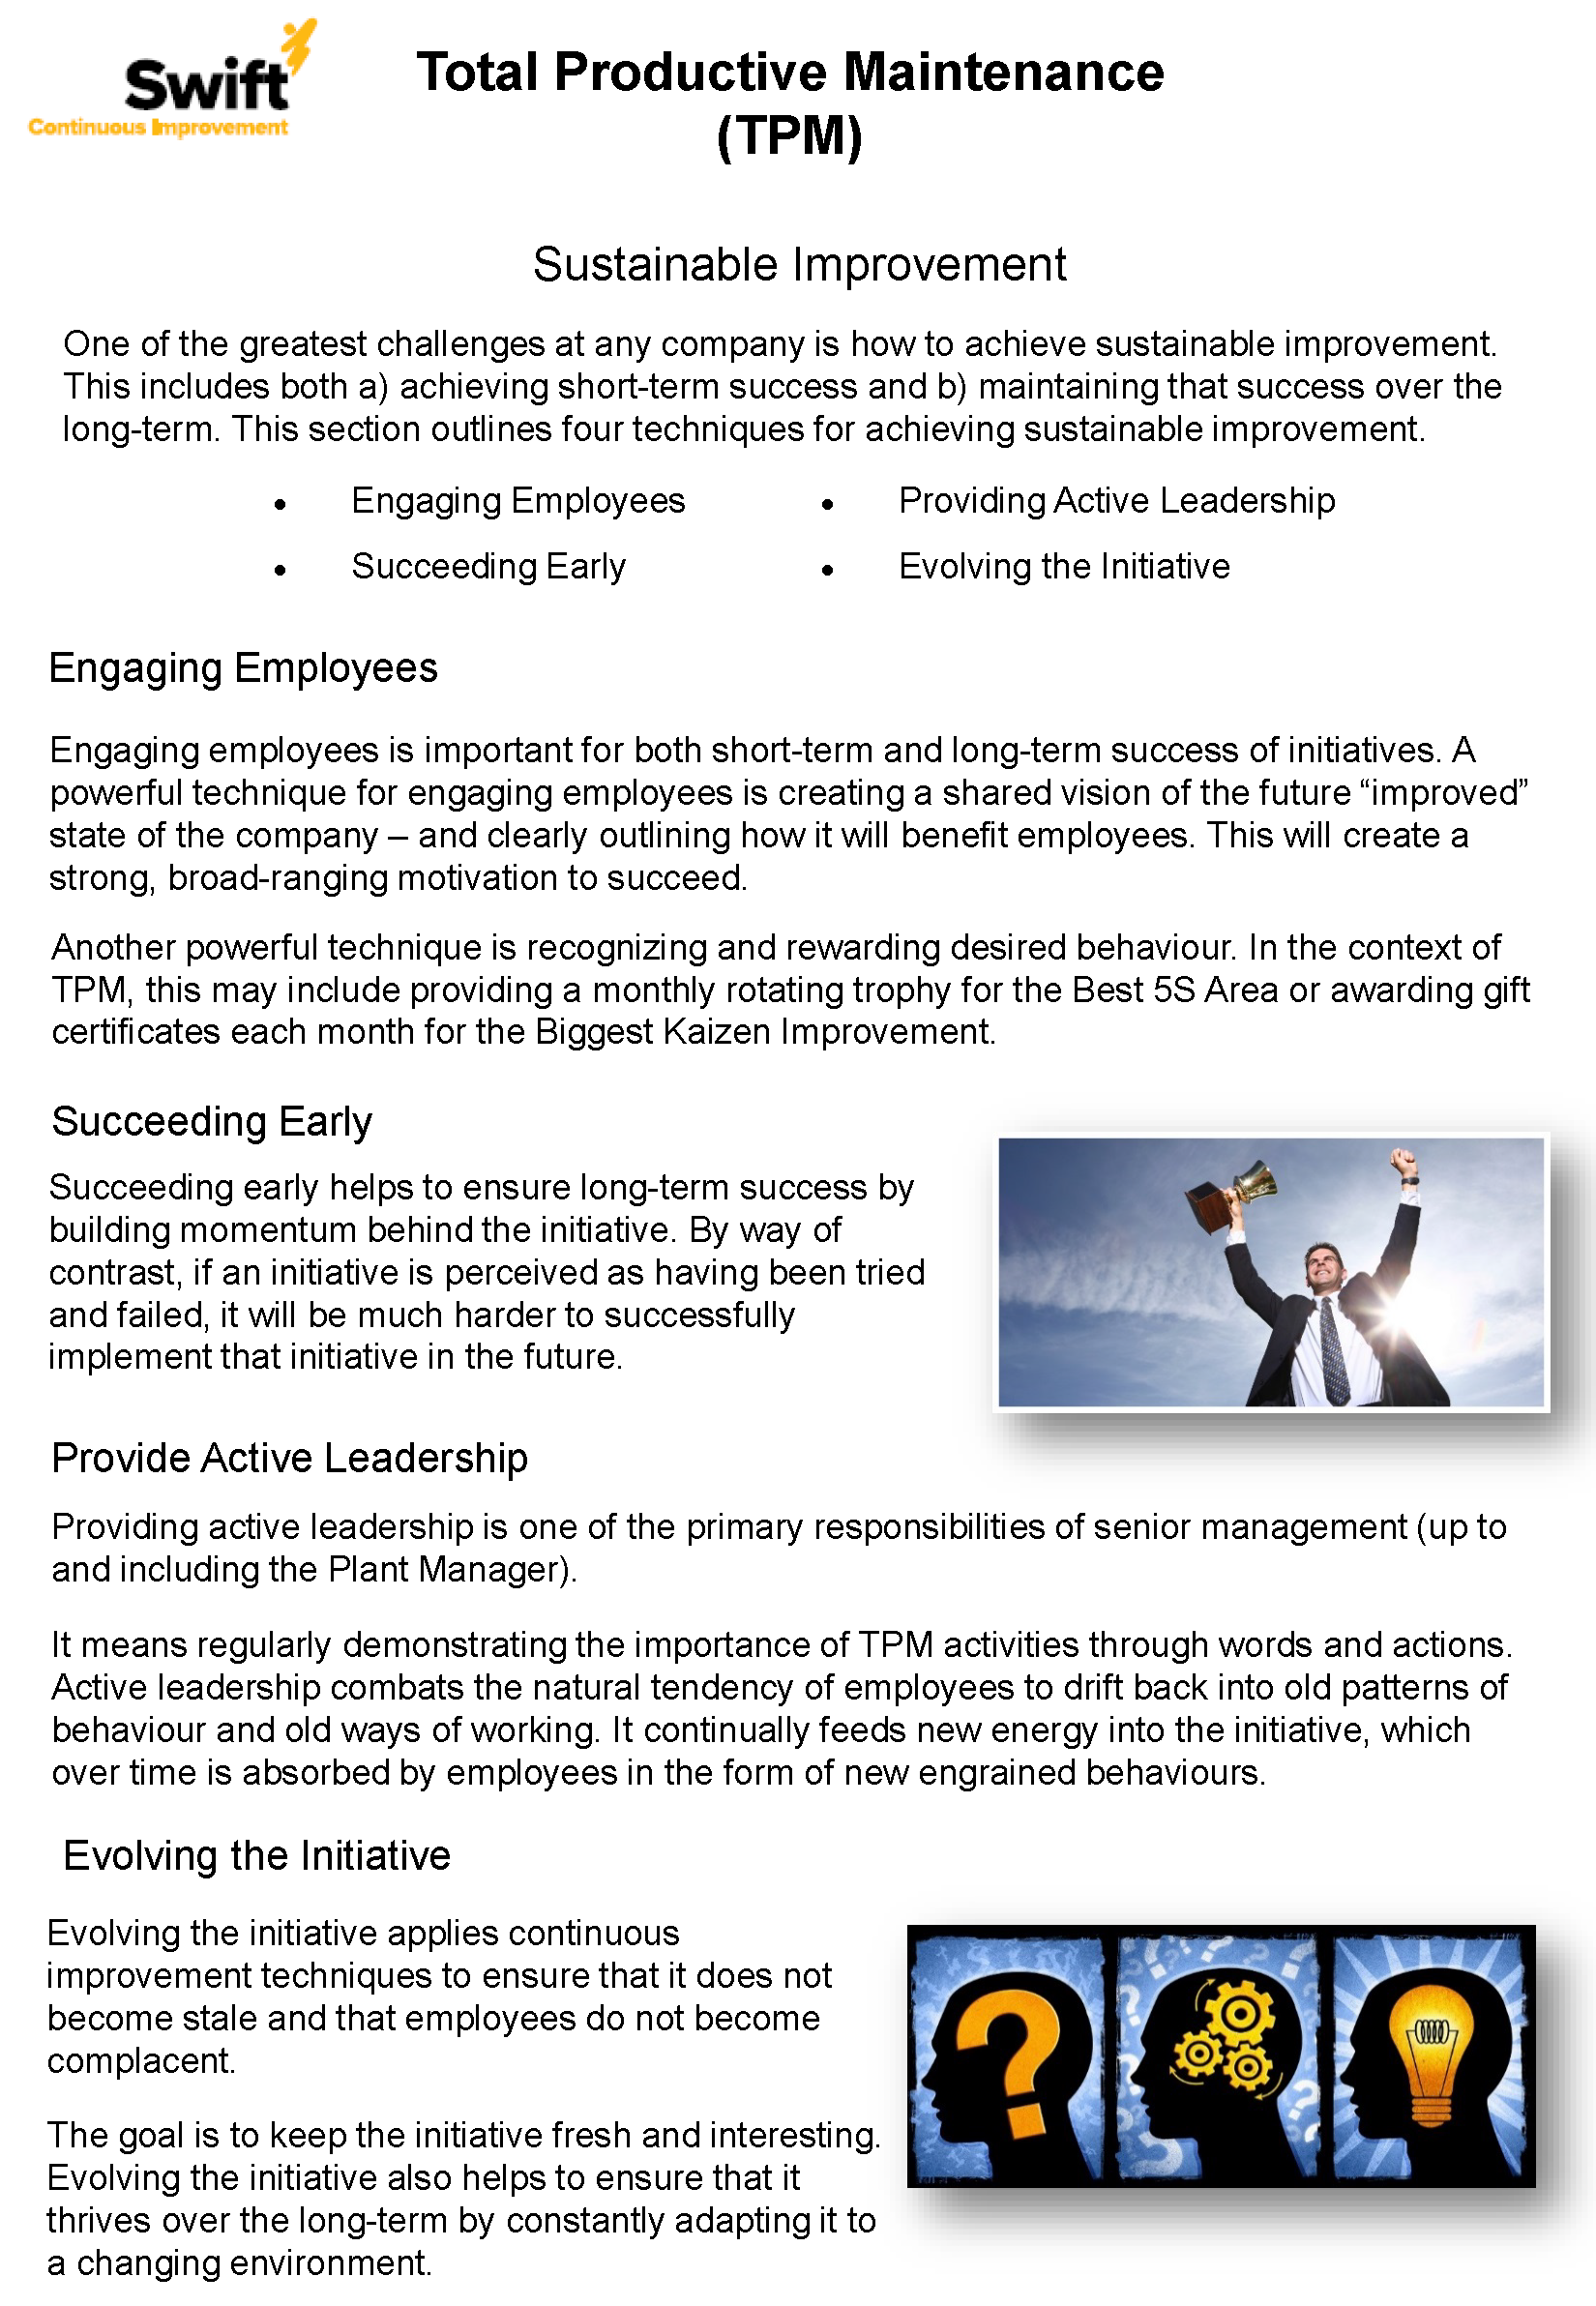 Swift
Continuous Improvement
Total Productive Maintenance
(TPM)
Sustainable Improvement
One of the greatest challenges at any company is how to achieve sustainable improvement.
This includes both a) achieving short-term success and b) maintaining that success over the
long-term. This section outlines four techniques for achieving sustainable improvement.
• Engaging Employees
• Succeeding Early
• Providing Active Leadership
• Evolving the Initiative
Engaging Employees
Engaging employees is important for both short-term and long-term success of initiatives. A
powerful technique for engaging employees is creating a shared vision of the future “improved”
state of the company – and clearly outlining how it will benefit employees. This will create a
strong, broad-ranging motivation to succeed.
Another powerful technique is recognizing and rewarding desired behaviour. In the context of
TPM, this may include providing a monthly rotating trophy for the Best 5S Area or awarding gift
certificates each month for the Biggest Kaizen Improvement.
Succeeding Early
Succeeding early helps to ensure long-term success by
building momentum behind the initiative. By way of
contrast, if an initiative is perceived as having been tried
and failed, it will be much harder to successfully
implement that initiative in the future.
Provide Active Leadership
Providing active leadership is one of the primary responsibilities of senior management (up to
and including the Plant Manager).
It means regularly demonstrating the importance of TPM activities through words and actions.
Active leadership combats the natural tendency of employees to drift back into old patterns of
behaviour and old ways of working. It continually feeds new energy into the initiative, which
over time is absorbed by employees in the form of new engrained behaviours.
Evolving the Initiative
Evolving the initiative applies continuous
improvement techniques to ensure that it does not
become stale and that employees do not become
complacent.
The goal is to keep the initiative fresh and interesting.
Evolving the initiative also helps to ensure that it
thrives over the long-term by constantly adapting it to
a changing environment.